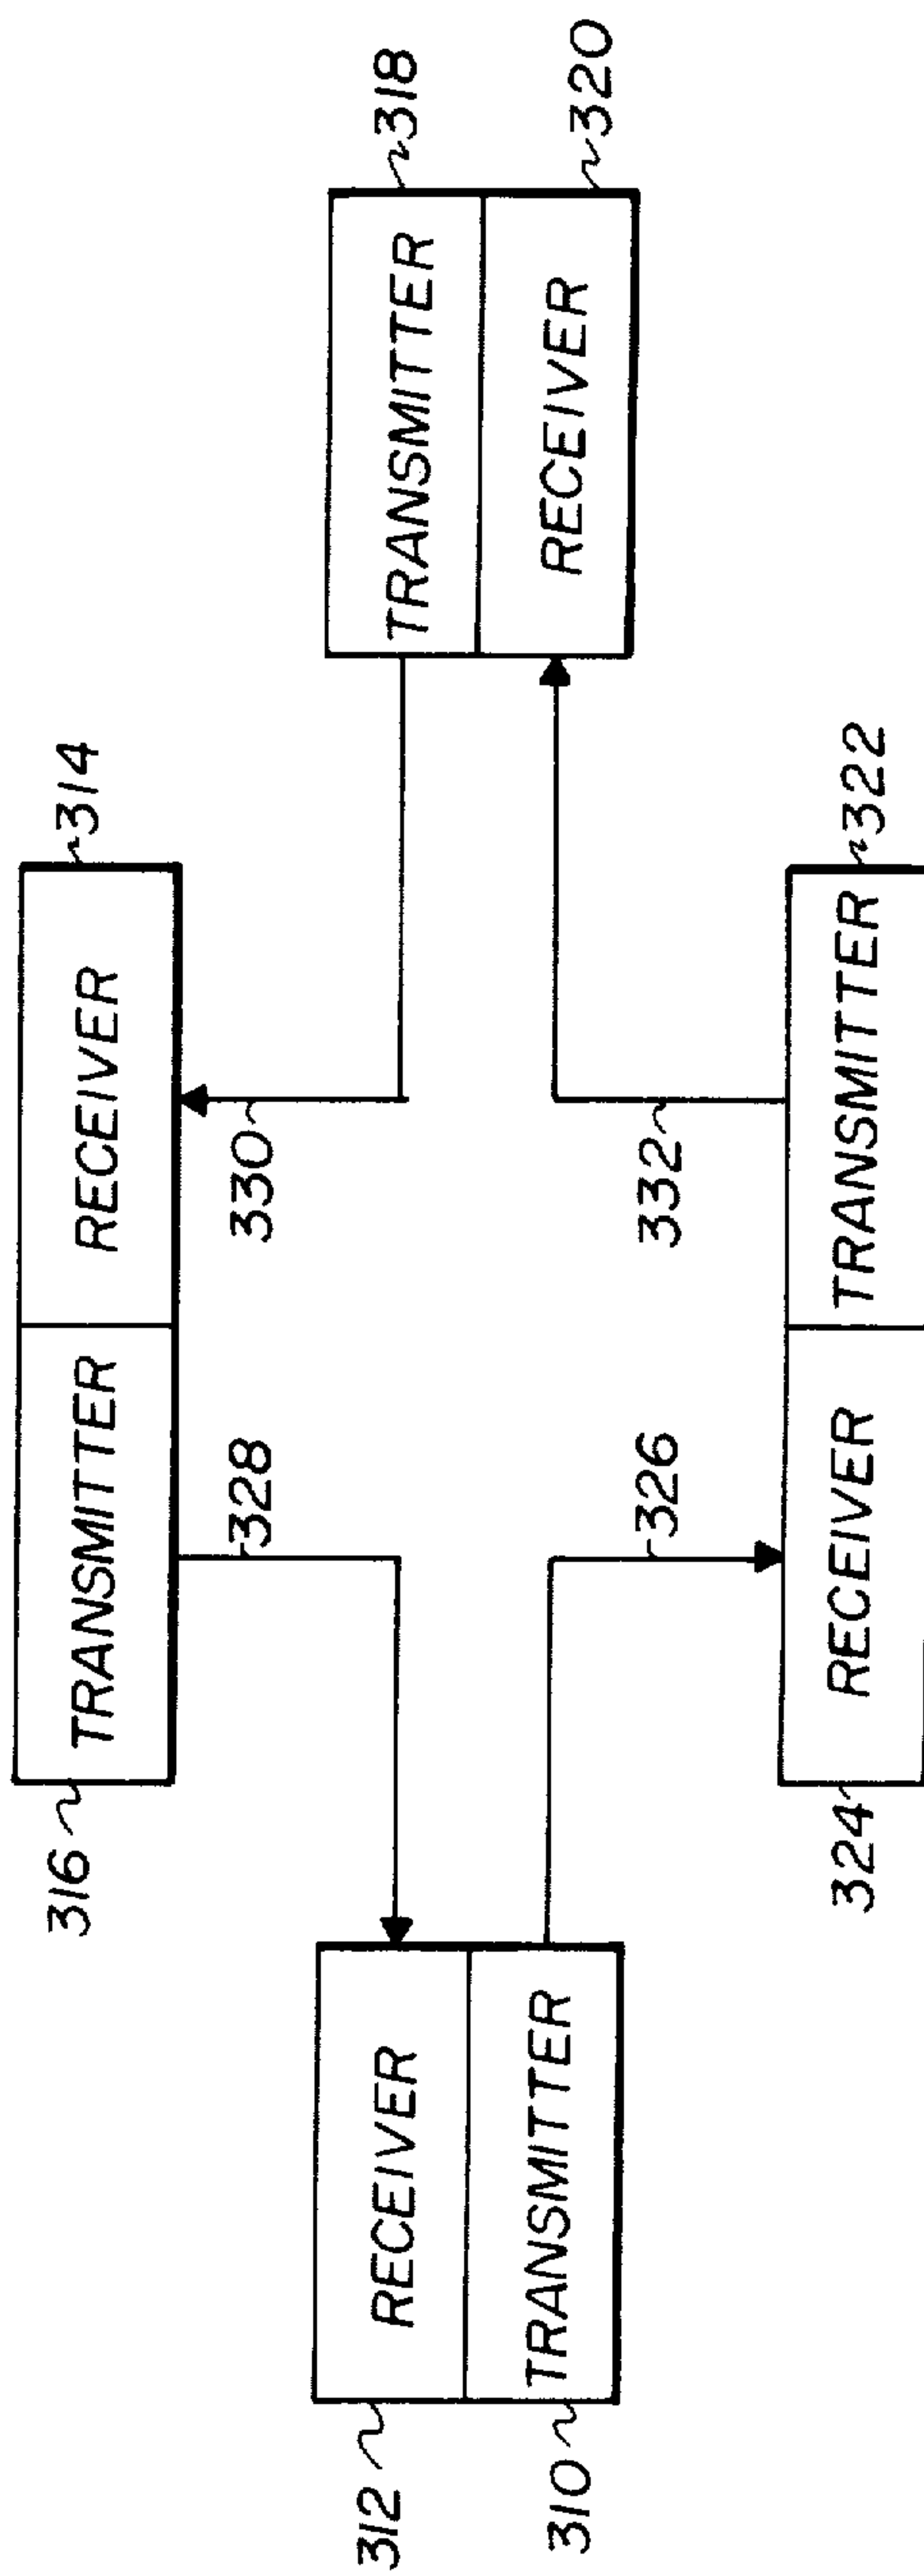 316
TRANSMITTER
RECEIVER
314
328
330
312
RECEIVER
TRANSMITTER
318
310
TRANSMITTER
RECEIVER
320
326
332
324
RECEIVER
TRANSMITTER
322